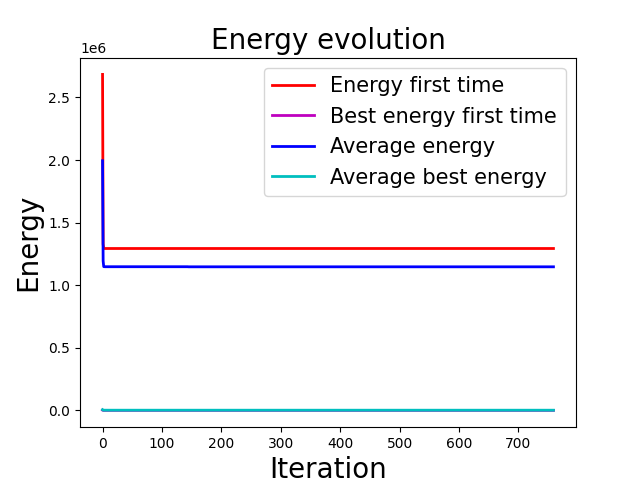 Energy evolution
1e6
Energy first time
Best energy first time
Average energy
Average best energy
Energy
2.5
2.0
1.5
1.0
0.5
0.0
0 100 200 300 400 500 600 700
Iteration